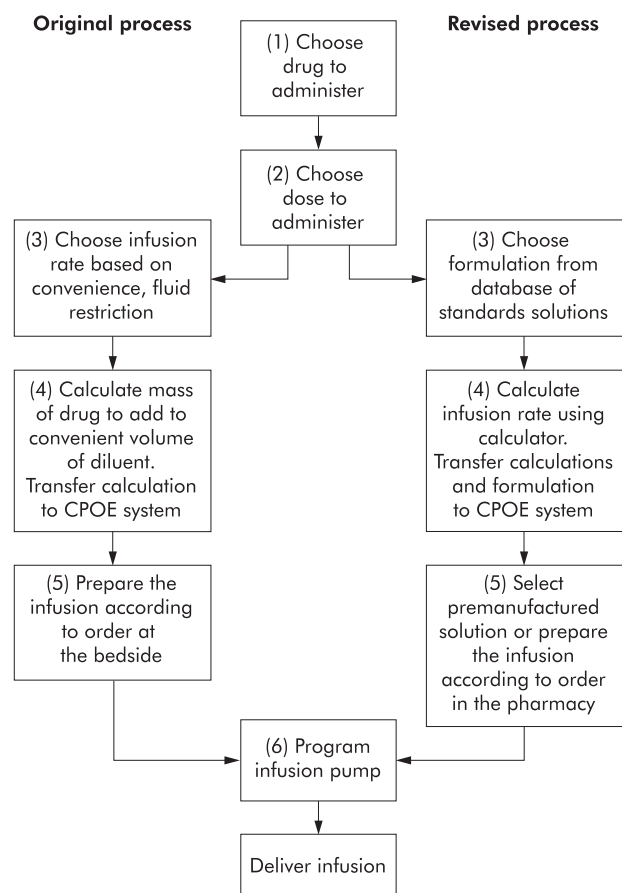 Original process
Revised process
(1) Choose
drug to
administer
(2) Choose
dose to
administer
(3) Choose infusion
rate based on
convenience, fluid
restriction
(4) Calculate mass
of drug to add to
convenient volume
of diluent.
Transfer calculation
to CPOE system
(5) Prepare the
infusion according
to order at
the bedside
(3) Choose
formulation from
database of
standards solutions
(4) Calculate
infusion rate using
calculator.
Transfer calculations
and formulation
to CPOE system
(5) Select
premanufactured
solution or prepare
the infusion
according to order
in the pharmacy
(6) Program
infusion pump
Deliver infusion